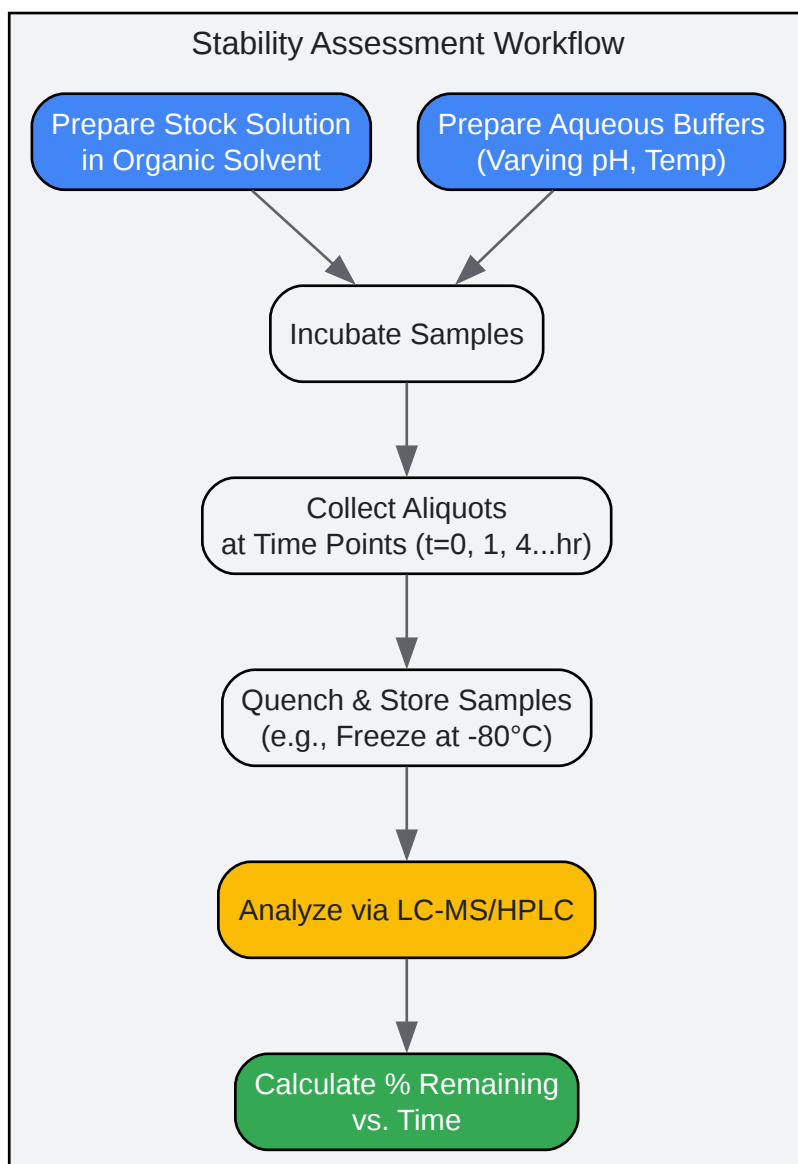 Stability Assessment Workflow
Prepare Stock Solution
in Organic Solvent
Prepare Aqueous Buffers
(Varying pH, Temp)
Incubate Samples
Collect Aliquots
at Time Points (t=0, 1, 4...hr)
Quench & Store Samples
(e.g., Freeze at -80°C)
Analyze via LC-MS/HPLC
Calculate % Remaining
vs. Time